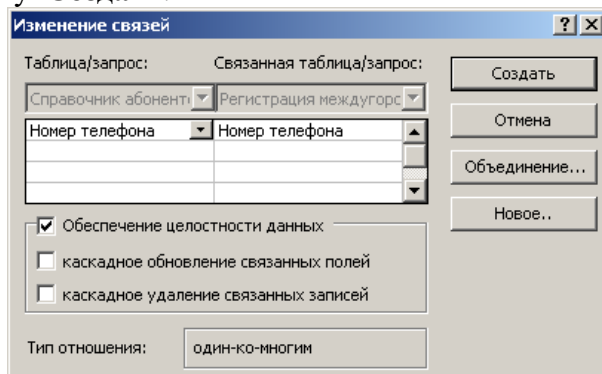 Изменение связей
Таблица/запрос: Связанная таблица/запрос:
Справочник абонент Регистрация междугорс
Номер телефона Номер телефона
Обеспечение целостности данных
каскадное обновление связанных полей
каскадное удаление связанных записей
Тип отношения: один-ко-многим
Создать
Отмена
Объединение...
Новое..